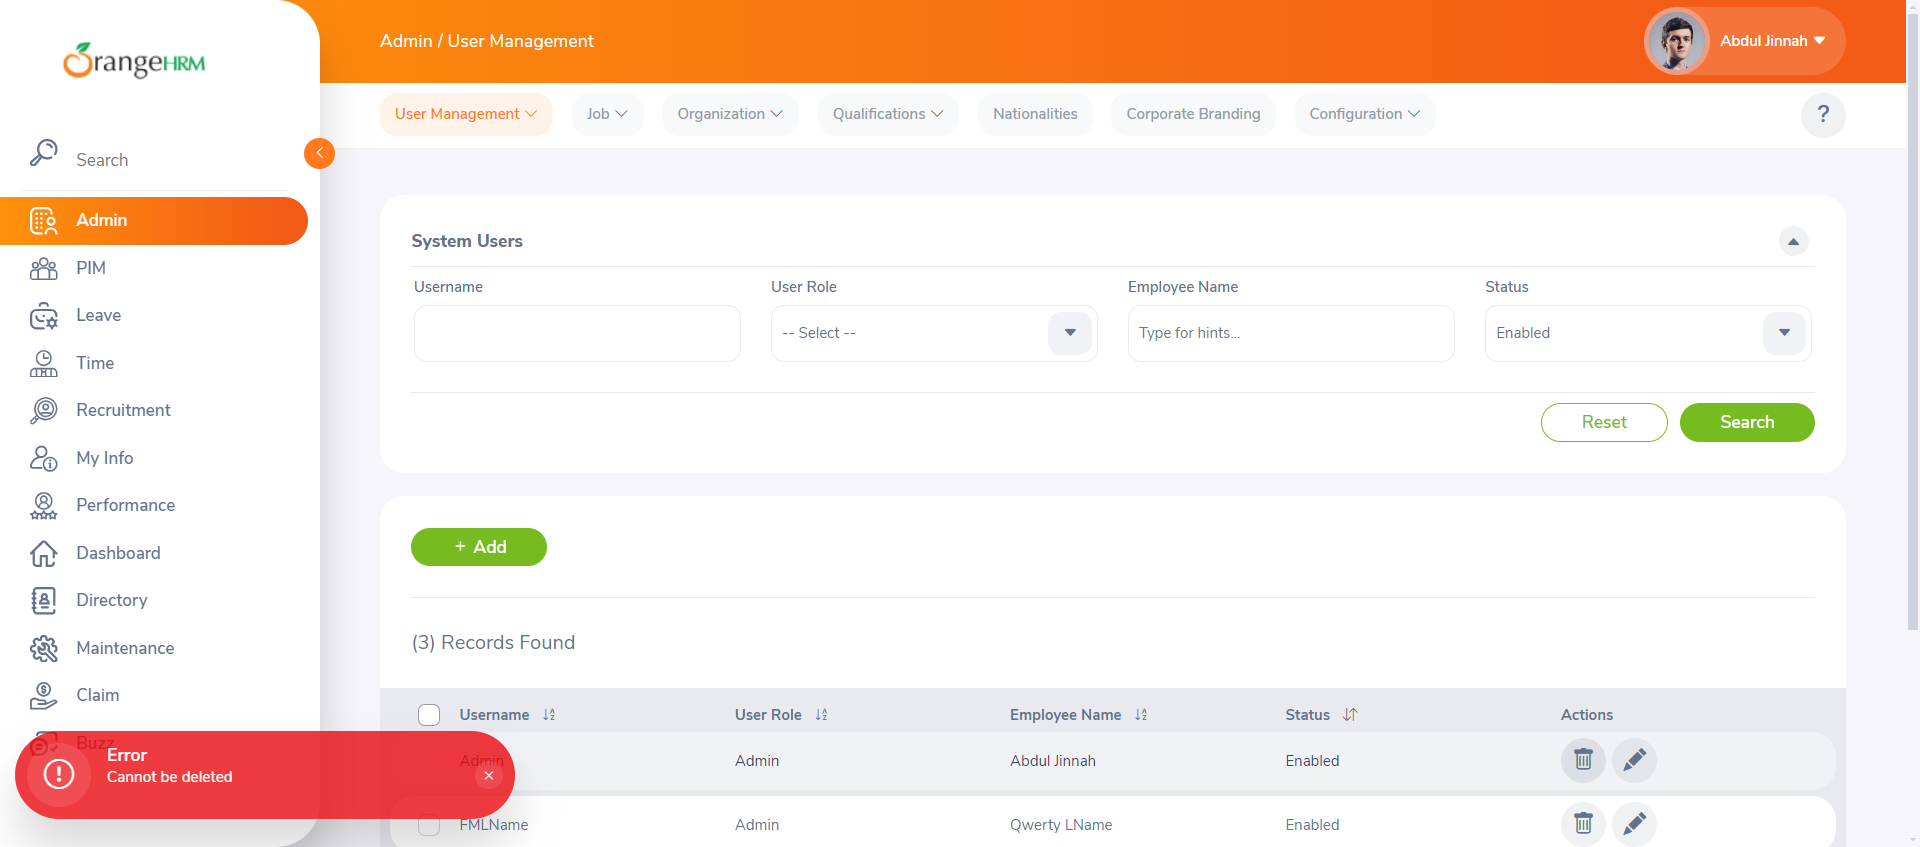 OrangeHRM
Admin / User Management
Abdul Jinnah
User Management
Job
Organization
Qualifications
Nationalities
Corporate Branding
Configuration
?
Search
Admin
PIM
Leave
Time
Recruitment
My Info
Performance
Dashboard
Directory
Maintenance
Claim
Buzz
System Users
Username
User Role
Employee Name
Status
-- Select --
Type for hints...
Enabled
Reset
Search
+ Add
(3) Records Found
Username
User Role
Employee Name
Status
Actions
Admin
Admin
Abdul Jinnah
Enabled
FMLName
Admin
Qwerty LName
Enabled
Error
Cannot be deleted